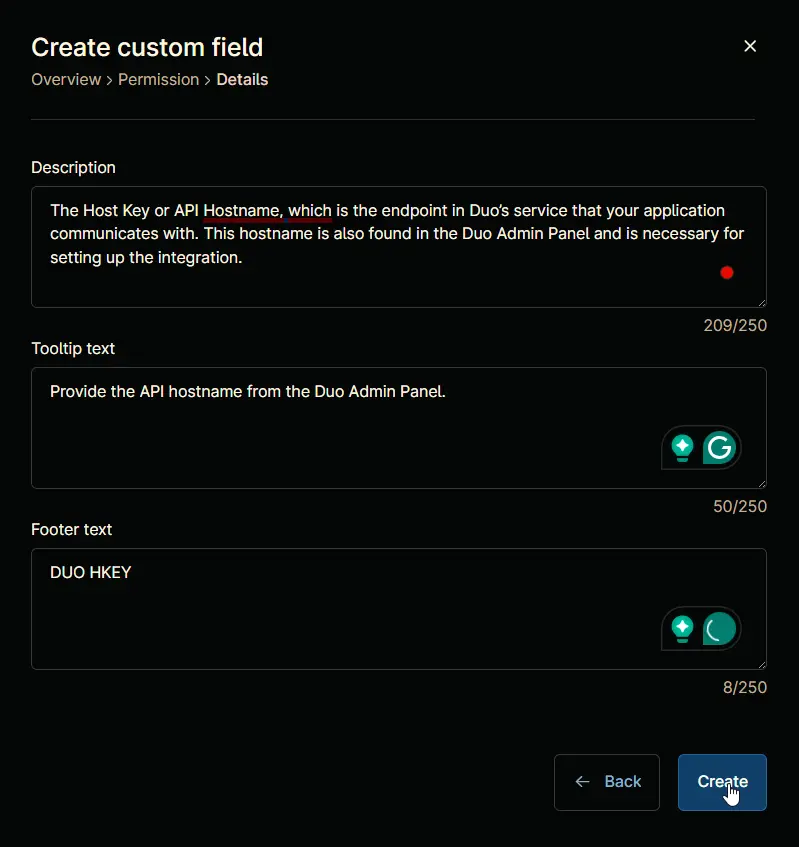 Create custom field
Overview > Permission > Details
Description
The Host Key or API Hostname, which is the endpoint in Duo’s service that your application
communicates with. This hostname is also found in the Duo Admin Panel and is necessary for
setting up the integration.
209/250
Tooltip text
Provide the API hostname from the Duo Admin Panel.
50/250
Footer text
DUO HKEY
8/250
← Back
Create